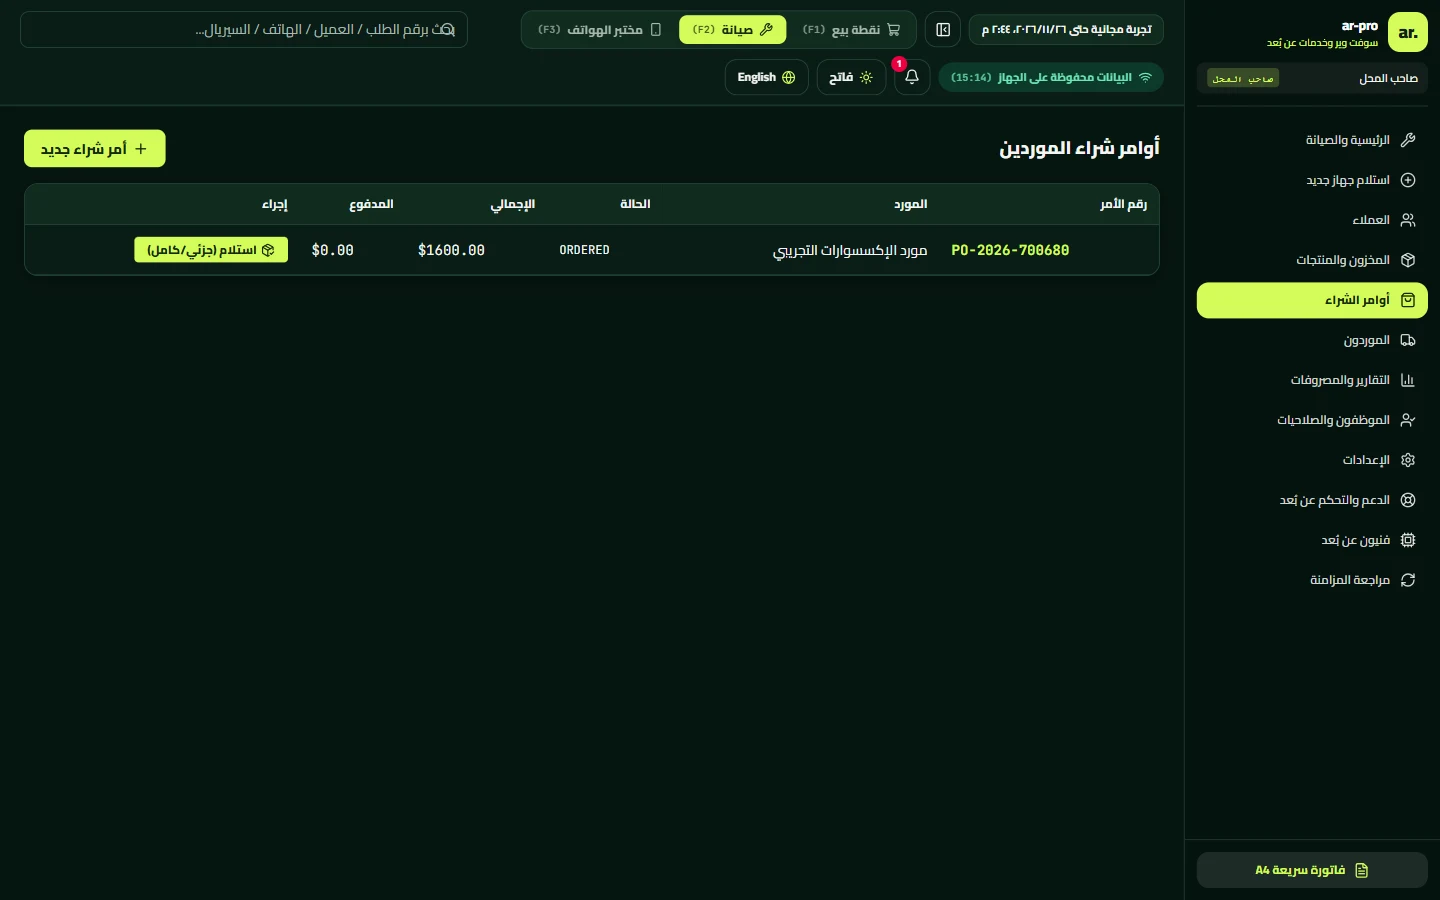 ar-pro
سوفت وير وخدمات عن بُعد
ar.
صاحب المحل
صاحب المحل
الرئيسية والصيانة
استلام جهاز جديد
العملاء
المخزون والمنتجات
أوامر الشراء
الموردون
التقارير والمصروفات
الموظفون والصلاحيات
الإعدادات
الدعم والتحكم عن بُعد
فنيون عن بُعد
مراجعة المزامنة
فاتورة سريعة A4
تجربة مجانية حتى ٢٠٢٦/١١/٢٦، ٢:٤٤ م
نقطة بيع (F1)
صيانة (F2)
مختبر الهواتف (F3)
برقم الطلب / العميل / الهاتف / السيريال...
البيانات محفوظة على الجهاز (15:14)
1
فاتح
English
أوامر شراء الموردين
أمر شراء جديد
رقم الأمر المورد الحالة الإجمالي المدفوع إجراء
PO-2026-700680 مورد الإكسسوارات التجريبي ORDERED $1600.00 $0.00 استلام (جزئي/كامل)